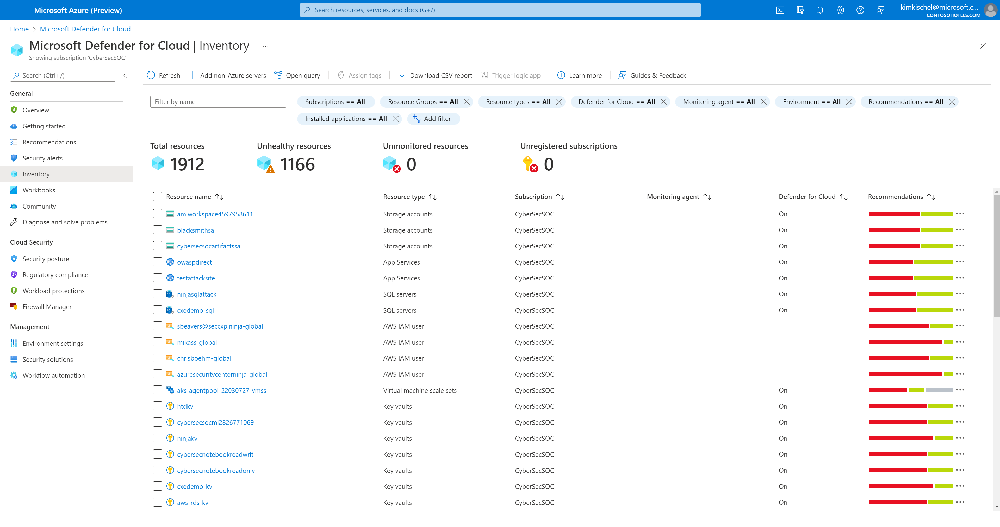 Microsoft Azure (Preview)
Search resources, services, and docs (G+/)
kimkischel@microsoft.c...
CONTOSOHOTELS.COM
Home > Microsoft Defender for Cloud
Microsoft Defender for Cloud | Inventory ...
Showing subscription 'CyberSecSOC'
Search (Ctrl+/)
«
General
Overview
Getting started
Recommendations
Security alerts
Inventory
Workbooks
Community
Diagnose and solve problems
Cloud Security
Security posture
Regulatory compliance
Workload protections
Firewall Manager
Management
Environment settings
Security solutions
Workflow automation
Refresh Add non-Azure servers Open query Assign tags Download CSV report Trigger logic app Learn more Guides & Feedback
Filter by name
Subscriptions == All Resource Groups == All Resource types == All Defender for Cloud == All Monitoring agent == All Environment == All Recommendations == All
Installed applications == All Add filter
Total resources Unhealthy resources Unmonitored resources Unregistered subscriptions
1912 1166 0 0
Resource name Resource type Subscription Monitoring agent Defender for Cloud Recommendations
amlworkspace4597958611 Storage accounts CyberSecSOC On
blacksmithsa Storage accounts CyberSecSOC On
cybersecsocartifactssa Storage accounts CyberSecSOC On
owaspdirect App Services CyberSecSOC On
testattacksite App Services CyberSecSOC On
ninjasqlattack SQL servers CyberSecSOC On
cxedemo-sql SQL servers CyberSecSOC On
sbeavers@seccxp.ninja-global AWS IAM user CyberSecSOC
mikass-global AWS IAM user CyberSecSOC
chrisboehm-global AWS IAM user CyberSecSOC
azuresecuritycenterninja-global AWS IAM user CyberSecSOC
aks-agentpool-22030727-vmss Virtual machine scale sets CyberSecSOC On
htdkv Key vaults CyberSecSOC On
cybersecsocml2826771069 Key vaults CyberSecSOC On
ninjakv Key vaults CyberSecSOC On
cybersecnotebookreadwrit Key vaults CyberSecSOC On
cybersecnotebookreadonly Key vaults CyberSecSOC On
cxedemo-kv Key vaults CyberSecSOC On
aws-rds-kv Key vaults CyberSecSOC On